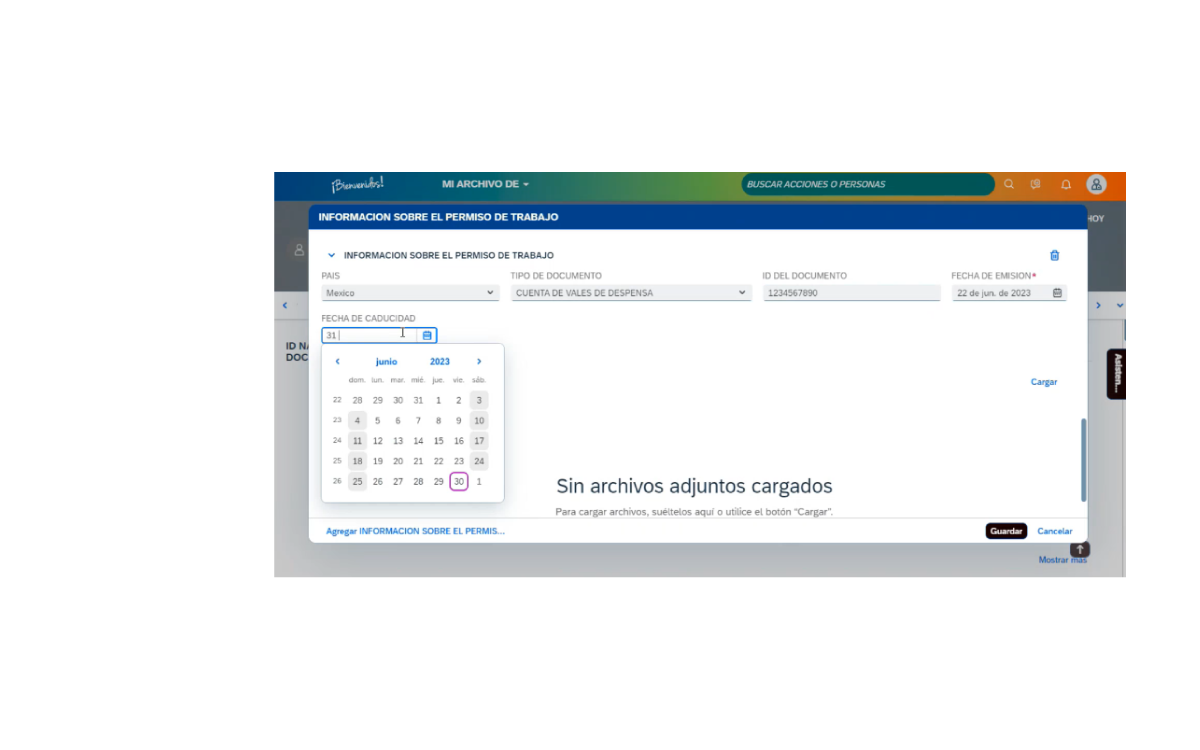 ¡Bienvenidos!
MI ARCHIVO DE
BUSCAR ACCIONES O PERSONAS
INFORMACION SOBRE EL PERMISO DE TRABAJO
HOY
INFORMACION SOBRE EL PERMISO DE TRABAJO
PAIS
TIPO DE DOCUMENTO
ID DEL DOCUMENTO
FECHA DE EMISION*
Mexico
CUENTA DE VALES DE DESPENSA
1234567890
22 de jun. de 2023
FECHA DE CADUCIDAD
31
ID NA
DOC
junio 2023
dom. lun. mar. mié. jue. vie. sáb.
22 28 29 30 31 1 2 3
23 4 5 6 7 8 9 10
24 11 12 13 14 15 16 17
25 18 19 20 21 22 23 24
26 25 26 27 28 29 30 1
Asisten...
Cargar
Sin archivos adjuntos cargados
Para cargar archivos, suéltelos aquí o utilice el botón “Cargar”.
Agregar INFORMACION SOBRE EL PERMIS...
Guardar
Cancelar
Mostrar más